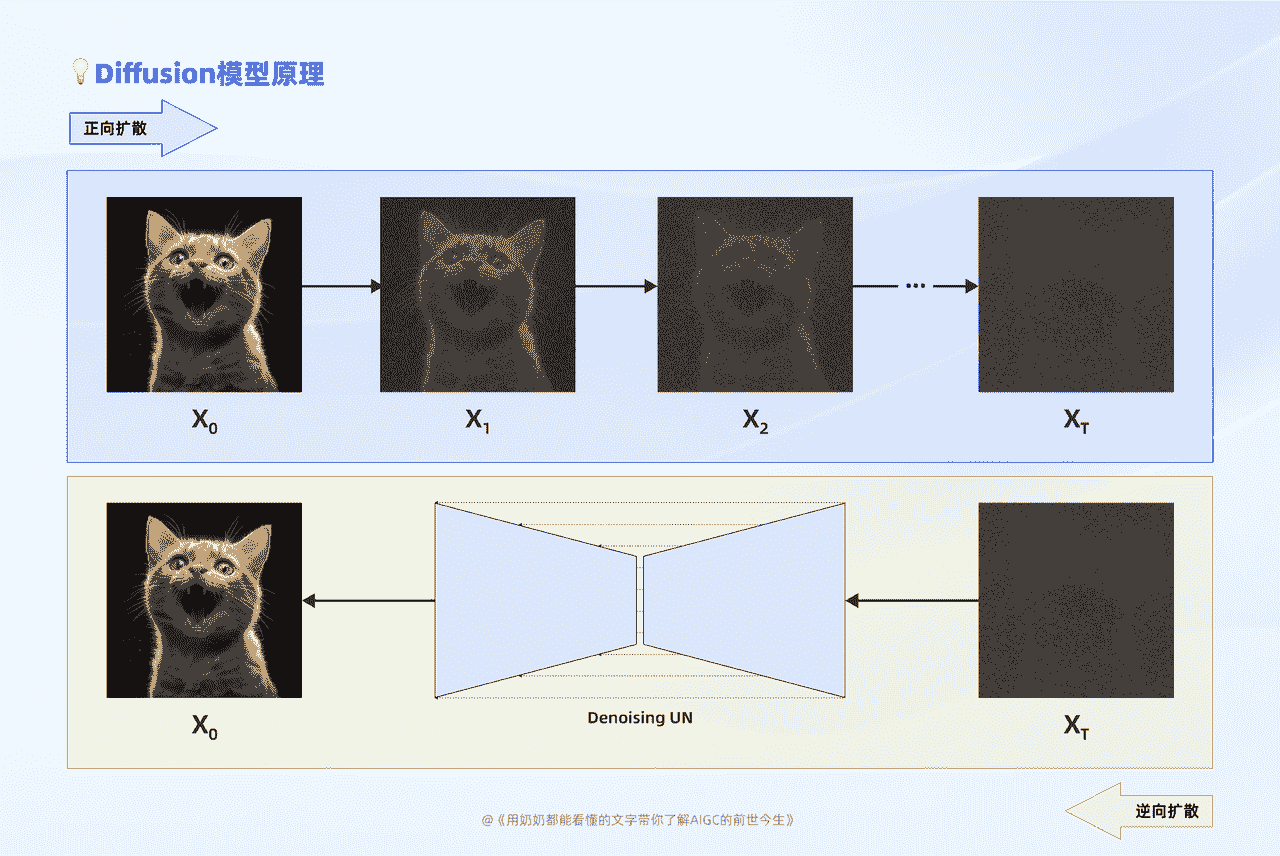 Diffusion模型原理
正向扩散
X₀
X₁
X₂
...
X_T
X₀
Denoising UN
X_T
逆向扩散
@《用奶奶都能看懂的文字带你了解AIGC的前世今生》